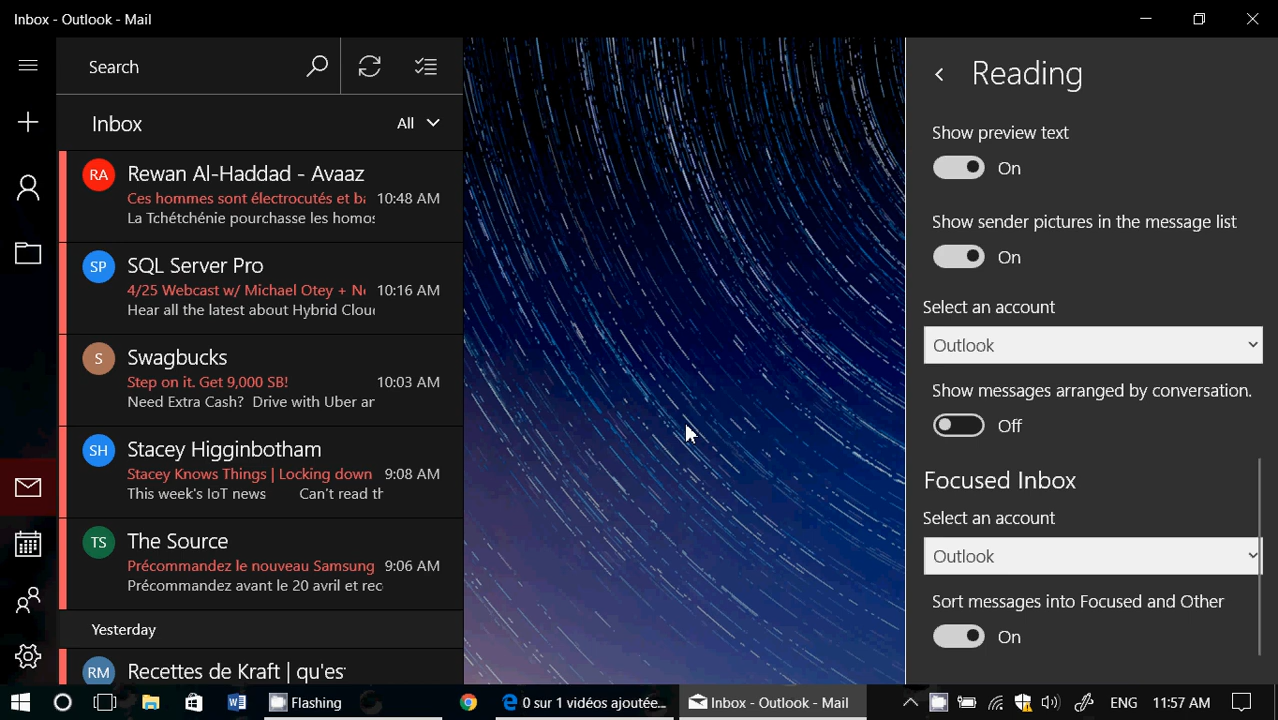 Inbox - Outlook - Mail
Search
Inbox
All
RA
Rewan Al-Haddad - Avaaz
Ces hommes sont électrocutés et ba
10:48 AM
La Tchétchénie pourchasse les homos
SP
SQL Server Pro
4/25 Webcast w/ Michael Otey + Ne
10:16 AM
Hear all the latest about Hybrid Cloud
S
Swagbucks
Step on it. Get 9,000 SB!
10:03 AM
Need Extra Cash? Drive with Uber an
SH
Stacey Higginbotham
Stacey Knows Things | Locking down
9:08 AM
This week's IoT news Can't read th
TS
The Source
Précommandez le nouveau Samsung
9:06 AM
Précommandez avant le 20 avril et rec
Yesterday
RM
Recettes de Kraft | qu'es
Reading
Show preview text
On
Show sender pictures in the message list
On
Select an account
Outlook
Show messages arranged by conversation.
Off
Focused Inbox
Select an account
Outlook
Sort messages into Focused and Other
On
Flashing
0 sur 1 vidéos ajoutée...
Inbox - Outlook - Mail
ENG
11:57 AM